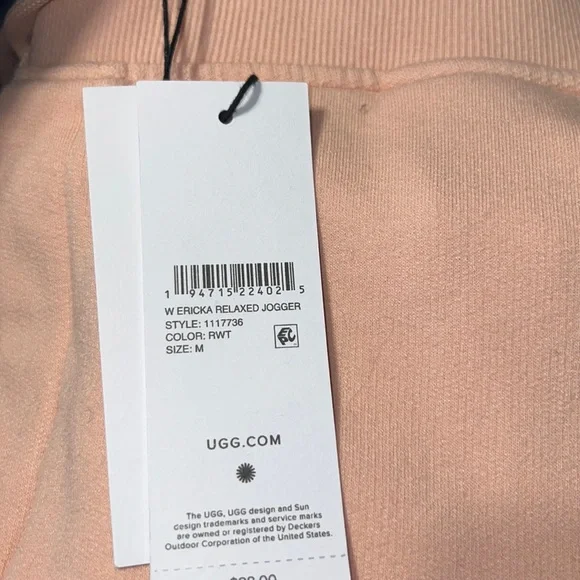 1 94715 22402 5
W ERICKA RELAXED JOGGER
STYLE: 1117736
COLOR: RWT
SIZE: M
UGG.COM
The UGG, UGG design and Sun
design trademarks and service marks
are owned or registered by Deckers
Outdoor Corporation of the United States.